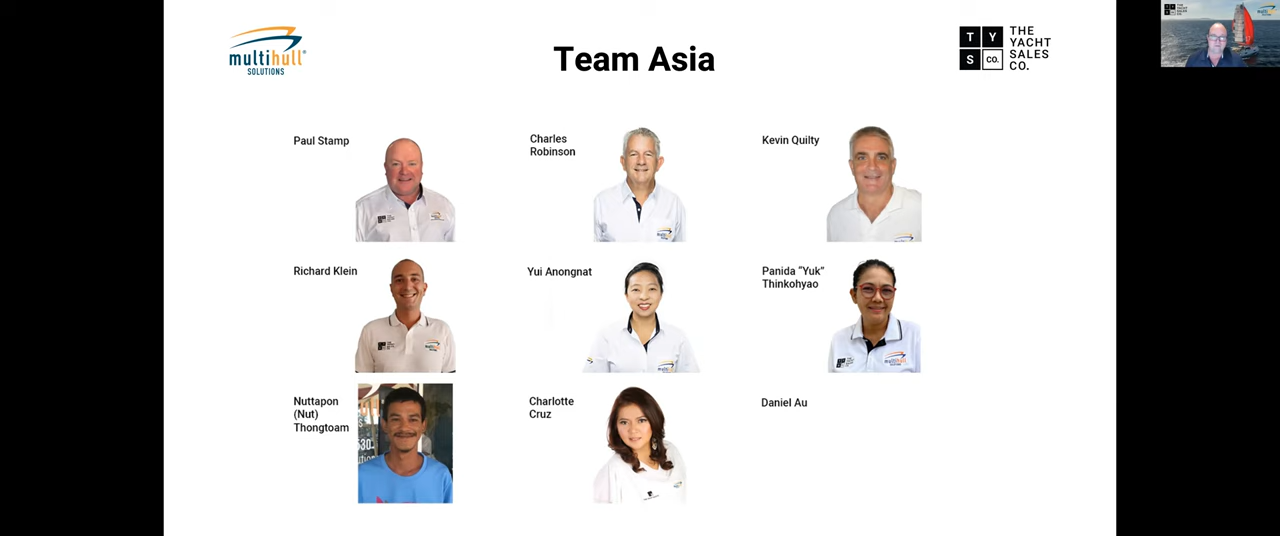 multihull®
SOLUTIONS
Team Asia
T Y
S CO.
THE
YACHT
SALES
CO.
Paul Stamp
Charles
Robinson
Kevin Quilty
Richard Klein
Yui Anongnat
Panida “Yuk”
Thinkohyao
Nuttapon
(Nut)
Thongtoam
Charlotte
Cruz
Daniel Au